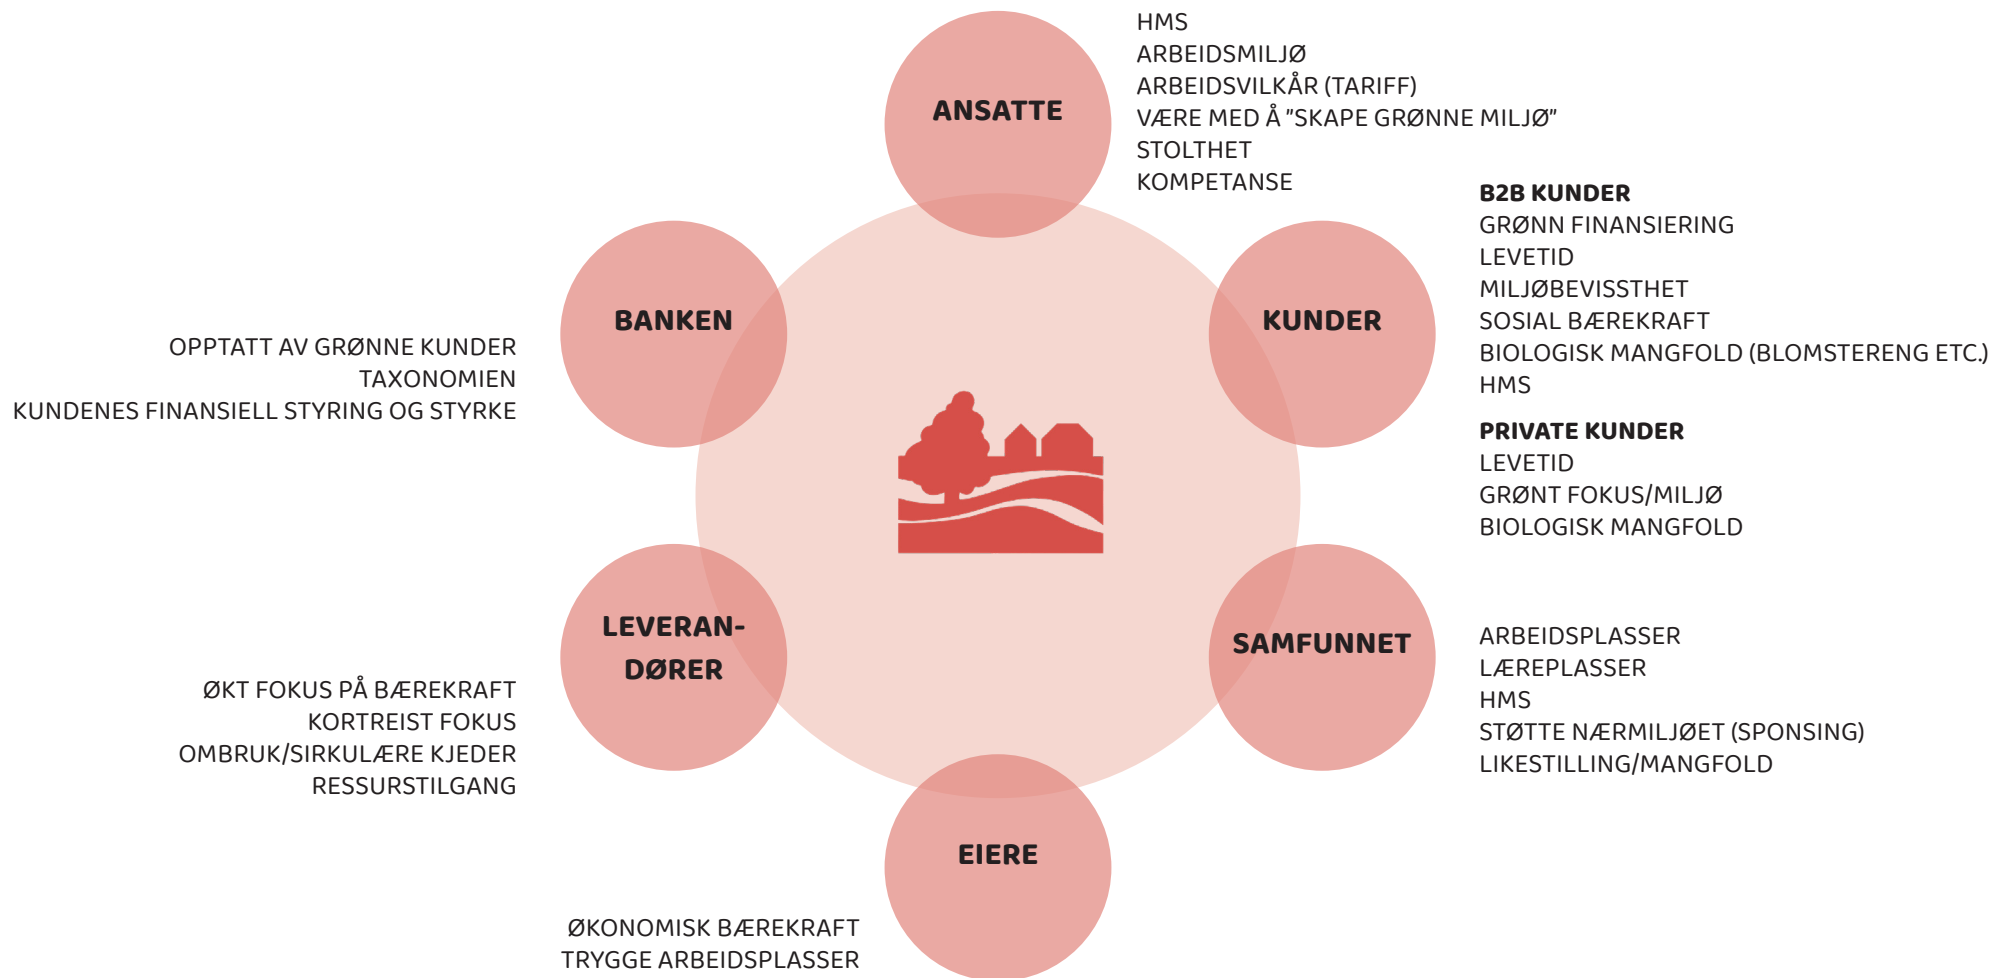 ANSATTE
HMS
ARBEIDSMILJØ
ARBEIDSVILKÅR (TARIFF)
VÆRE MED Å "SKAPE GRØNNE MILJØ"
STOLTHET
KOMPETANSE
KUNDER
B2B KUNDER
GRØNN FINANSIERING
LEVETID
MILJØBEVISSTHET
SOSIAL BÆREKRAFT
BIOLOGISK MANGFOLD (BLOMSTERENG ETC.)
HMS
PRIVATE KUNDER
LEVETID
GRØNT FOKUS/MILJØ
BIOLOGISK MANGFOLD
SAMFUNNET
ARBEIDSPLASSER
LÆREPLASSER
HMS
STØTTE NÆRMILJØET (SPONSING)
LIKESTILLING/MANGFOLD
EIERE
ØKONOMISK BÆREKRAFT
TRYGGE ARBEIDSPLASSER
LEVERAN-
DØRER
ØKT FOKUS PÅ BÆREKRAFT
KORTREIST FOKUS
OMBRUK/SIRKULÆRE KJEDER
RESSURSTILGANG
BANKEN
OPPTATT AV GRØNNE KUNDER
TAXONOMIEN
KUNDENES FINANSIELL STYRING OG STYRKE